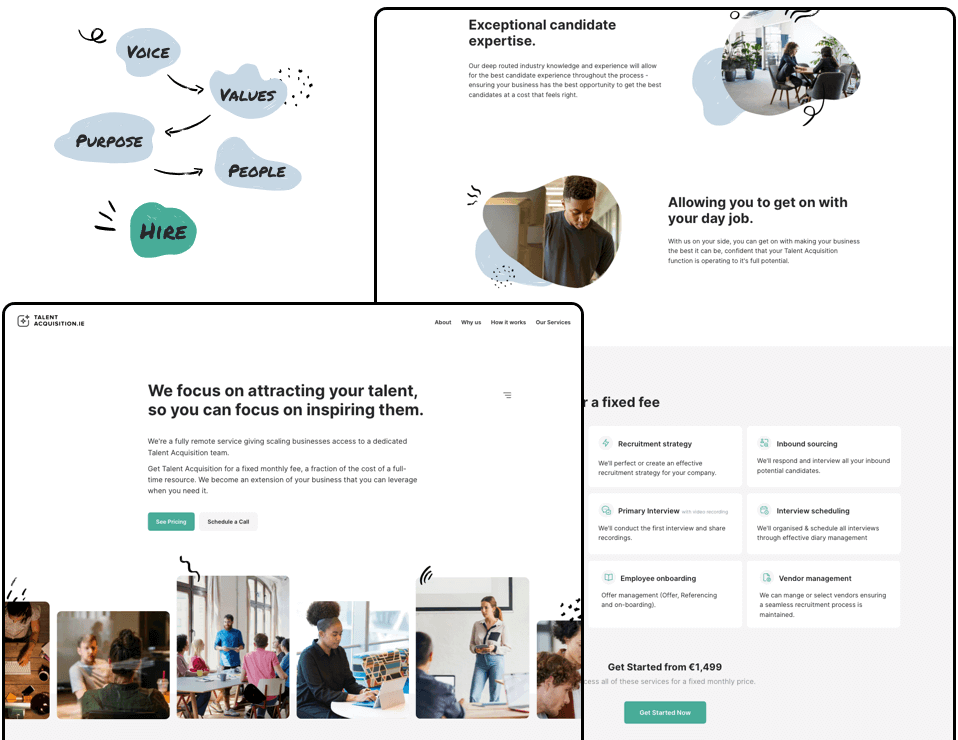 VOICE
VALUES
PURPOSE
PEOPLE
HIRE
Exceptional candidate
expertise.
Our deep routed industry knowledge and experience will allow
for the best candidate experience throughout the process -
ensuring your business has the best opportunity to get the best
candidates at a cost that feels right.
Allowing you to get on with
your day job.
With us on your side, you can get on with making your business
the best it can be, confident that your Talent Acquisition
function is operating to it's full potential.
TALENT
ACQUISITION.IE
About Why us How it works Our Services
We focus on attracting your talent,
so you can focus on inspiring them.
We're a fully remote service giving scaling businesses access to a dedicated
Talent Acquisition team.
Get Talent Acquisition for a fixed monthly fee, a fraction of the cost of a full-
time resource. We become an extension of your business that you can leverage
when you need it.
See Pricing Schedule a Call
a fixed fee
Recruitment strategy
We'll perfect or create an effective
recruitment strategy for your company.
Inbound sourcing
We'll respond and interview all your inbound
potential candidates.
Primary Interview with video recording
We'll conduct the first interview and share
recordings.
Interview scheduling
We'll organised & schedule all interviews
through effective diary management
Employee onboarding
Offer management (Offer, Referencing
and on-boarding).
Vendor management
We can mange or select vendors ensuring
a seamless recruitment process is
maintained.
Get Started from €1,499
all of these services for a fixed monthly price.
Get Started Now